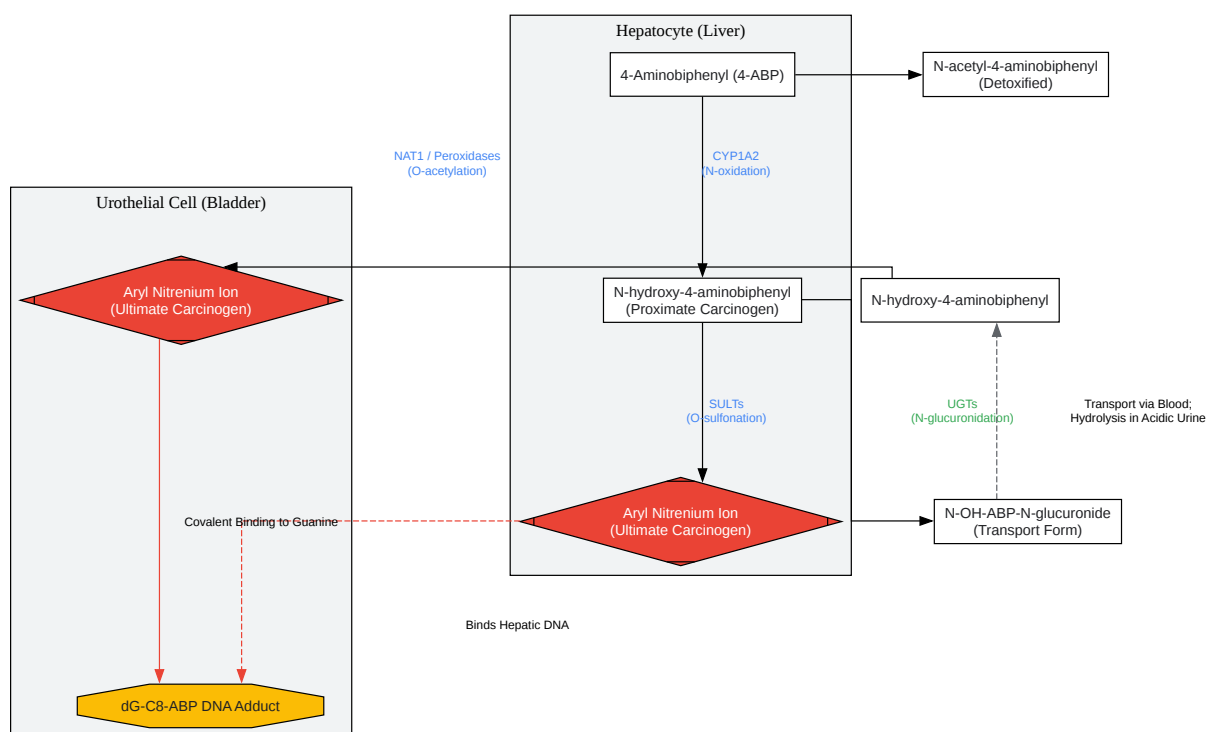 Hepatocyte (Liver)
4-Aminobiphenyl (4-ABP)
N-acetyl-4-aminobiphenyl
(Detoxified)
NAT1 / Peroxidases
(O-acetylation)
CYP1A2
(N-oxidation)
Urothelial Cell (Bladder)
Aryl Nitrenium Ion
(Ultimate Carcinogen)
N-hydroxy-4-aminobiphenyl
(Proximate Carcinogen)
N-hydroxy-4-aminobiphenyl
SULTs
(O-sulfonation)
UGTs
(N-glucuronidation)
Transport via Blood;
Hydrolysis in Acidic Urine
Covalent Binding to Guanine
Aryl Nitrenium Ion
(Ultimate Carcinogen)
N-OH-ABP-N-glucuronide
(Transport Form)
Binds Hepatic DNA
dG-C8-ABP DNA Adduct